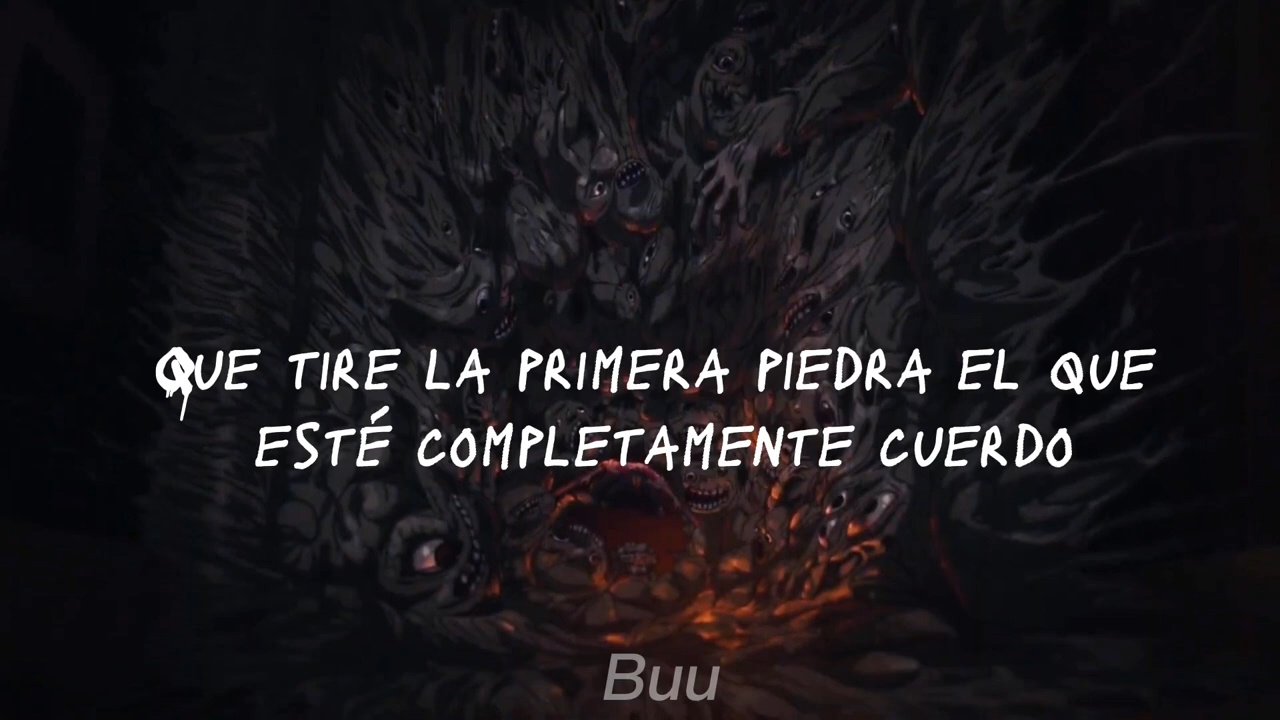 QUE TIRE LA PRIMERA PIEDRA EL QUE
ESTÉ COMPLETAMENTE CUERDO
Buu